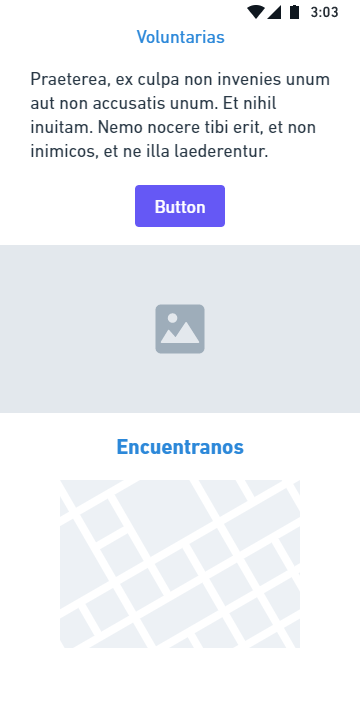 3:03
Voluntarias
Praeterea, ex culpa non invenies unum
aut non accusatis unum. Et nihil
inuitam. Nemo nocere tibi erit, et non
inimicos, et ne illa laederentur.
Button
Encuentranos